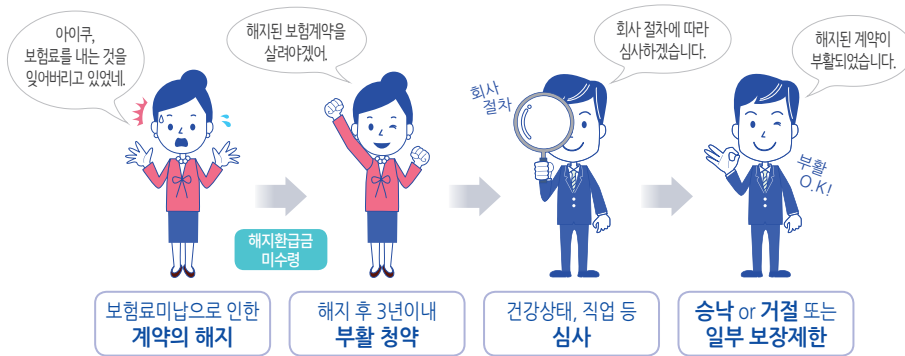 아이쿠,
보험료를 내는 것을
잊어버리고 있었네.
해지된 보험계약을
살려야겠어.
회사 절차에 따라
심사하겠습니다.
해지된 계약이
부활되었습니다.
회사
절차
부활
O.K!
해지환급금
미수령
보험료미납으로 인한
계약의 해지
해지 후 3년이내
부활 청약
건강상태, 직업 등
심사
승낙 or 거절 또는
일부 보장제한